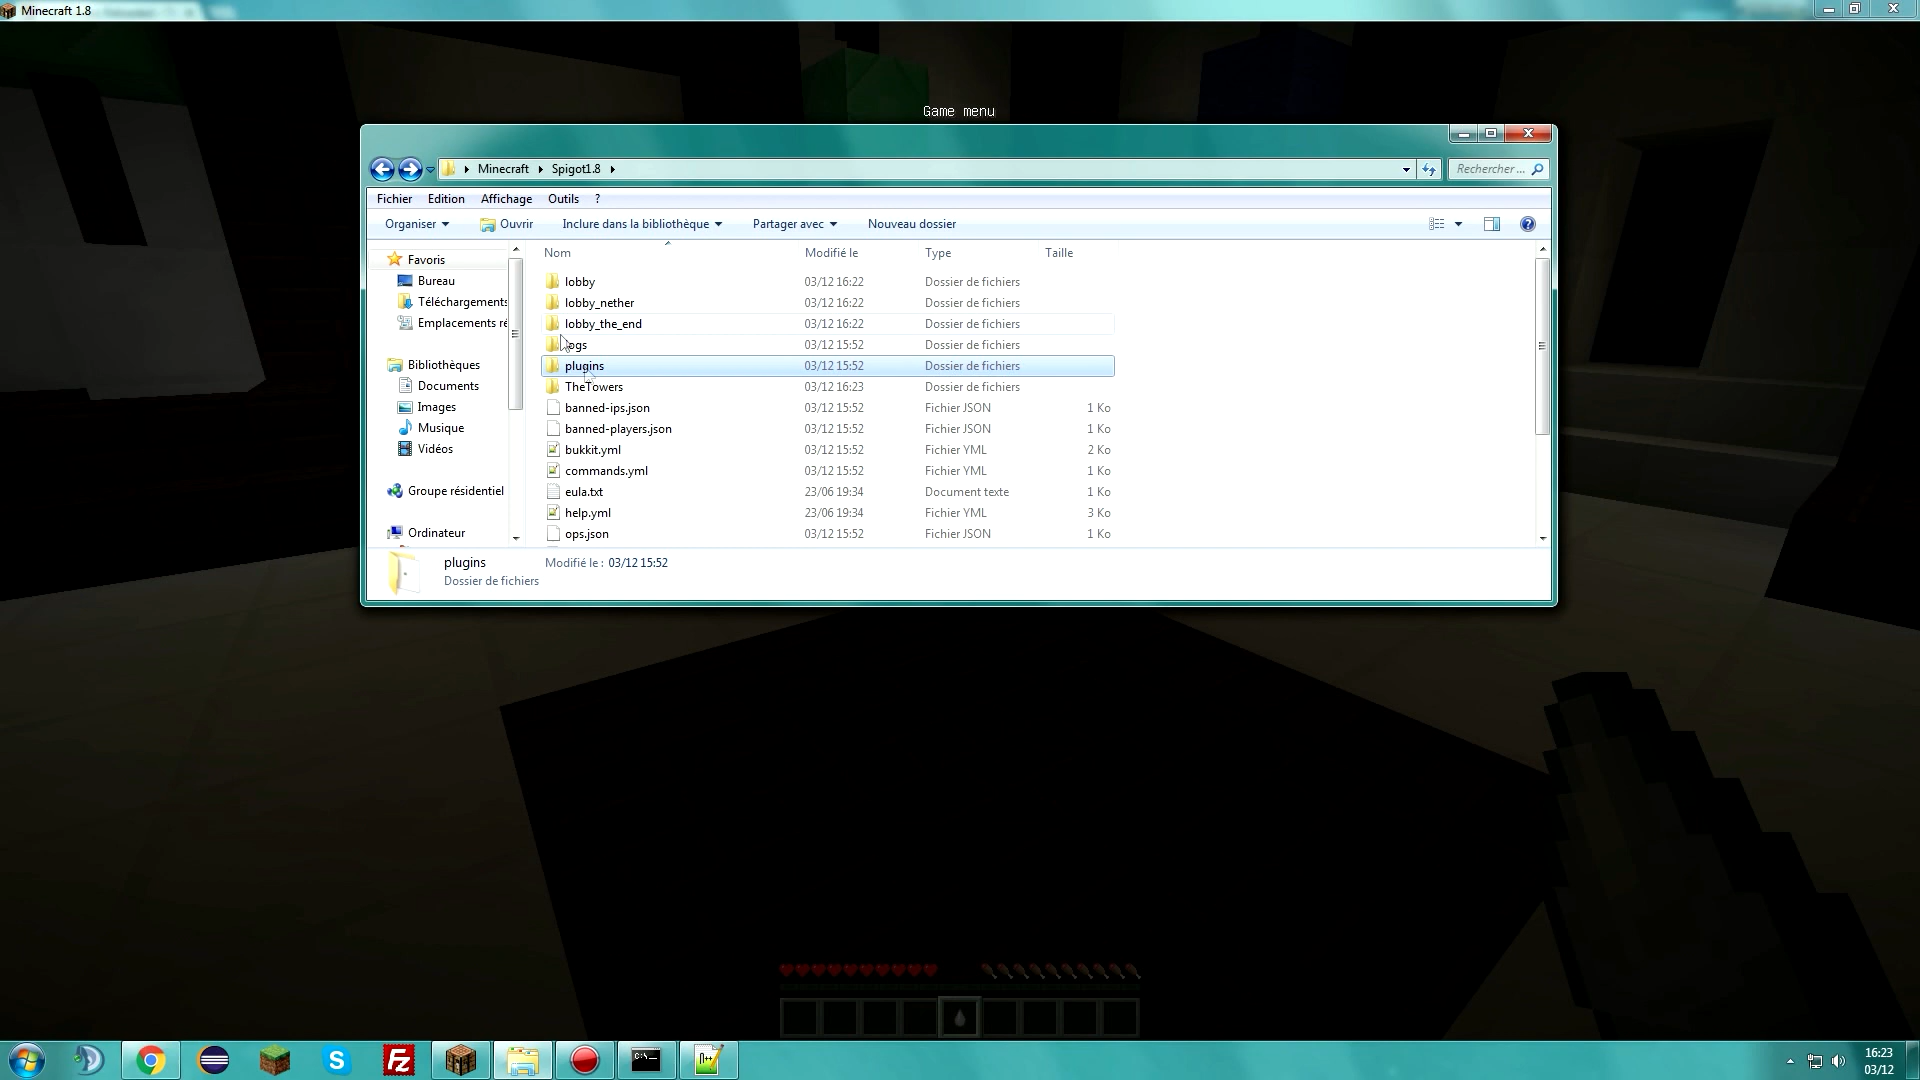 Minecraft 1.8
Game menu
Minecraft Spigot1.8
Rechercher ...
Fichier Edition Affichage Outils ?
Organiser Ouvrir Inclure dans la bibliothèque Partager avec Nouveau dossier
Nom Modifié le Type Taille
Favoris
Bureau
Téléchargements
Emplacements ré
Bibliothèques
Documents
Images
Musique
Vidéos
Groupe résidentiel
Ordinateur
lobby 03/12 16:22 Dossier de fichiers
lobby_nether 03/12 16:22 Dossier de fichiers
lobby_the_end 03/12 16:22 Dossier de fichiers
logs 03/12 15:52 Dossier de fichiers
plugins 03/12 15:52 Dossier de fichiers
TheTowers 03/12 16:23 Dossier de fichiers
banned-ips.json 03/12 15:52 Fichier JSON 1 Ko
banned-players.json 03/12 15:52 Fichier JSON 1 Ko
bukkit.yml 03/12 15:52 Fichier YML 2 Ko
commands.yml 03/12 15:52 Fichier YML 1 Ko
eula.txt 23/06 19:34 Document texte 1 Ko
help.yml 23/06 19:34 Fichier YML 3 Ko
ops.json 03/12 15:52 Fichier JSON 1 Ko
plugins Modifié le : 03/12 15:52
Dossier de fichiers
16:23
03/12